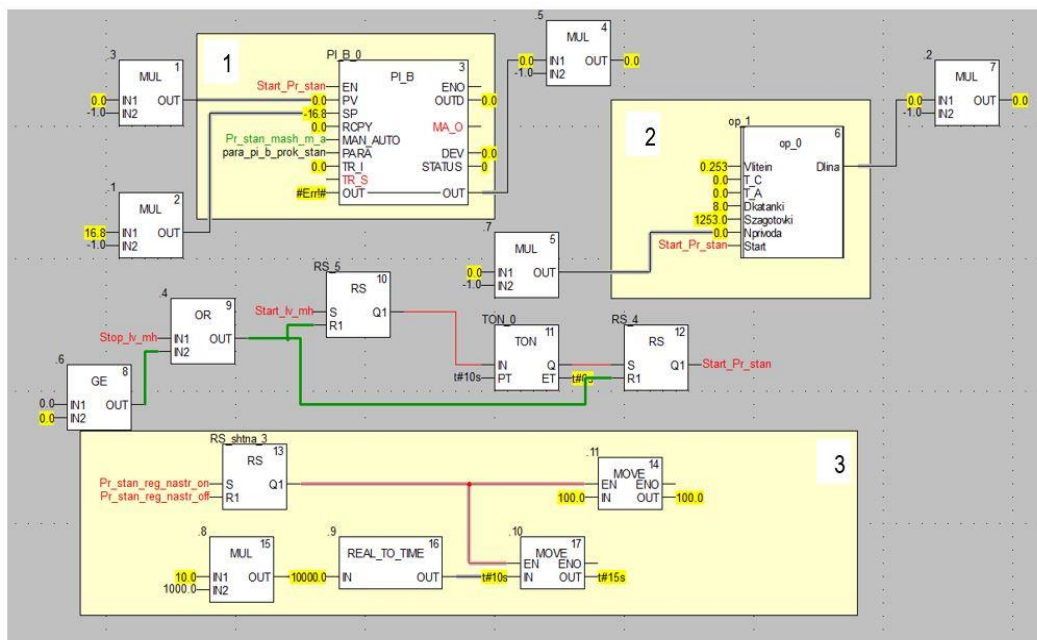 1
PI_B_0
PI_B
3
Start_Pr_stan
EN
ENO
0.0
PV
OUTD
0.0
-16.8
SP
0.0
RCPY
MA_O
Pr_stan_mash_m_a
MAN_AUTO
para_pi_b_prok_stan
PARA
DEV
0.0
0.0
TR_I
STATUS
0
TR_S
#Err!#
OUT
OUT
.3
MUL
1
0.0
IN1
OUT
-1.0
IN2
.1
MUL
2
16.8
IN1
OUT
-1.0
IN2
.5
MUL
4
0.0
IN1
OUT
0.0
-1.0
IN2
.2
MUL
7
0.0
IN1
OUT
0.0
-1.0
IN2
2
op_1
op_0
6
0.253
Vlitein
Dlina
0.0
T_C
0.0
T_A
8.0
Dkatanki
1253.0
Szagotovki
0.0
Nprivoda
Start_Pr_stan
Start
.7
MUL
5
0.0
IN1
OUT
-1.0
IN2
RS_5
RS
10
Start_lv_mh
S
Q1
R1
.4
OR
9
Stop_lv_mh
IN1
OUT
IN2
.6
GE
8
0.0
IN1
OUT
0.0
IN2
TON_0
TON
11
IN
Q
t#10s
PT
ET
t#0s
RS_4
RS
12
S
Q1
Start_Pr_stan
R1
3
RS_shtna_3
RS
13
Pr_stan_reg_nastr_on
S
Q1
Pr_stan_reg_nastr_off
R1
.11
MOVE
14
EN
ENO
100.0
IN
OUT
100.0
.8
MUL
15
10.0
IN1
OUT
1000.0
IN2
.9
REAL_TO_TIME
16
10000.0
IN
OUT
.10
MOVE
17
EN
ENO
t#10s
IN
OUT
t#15s